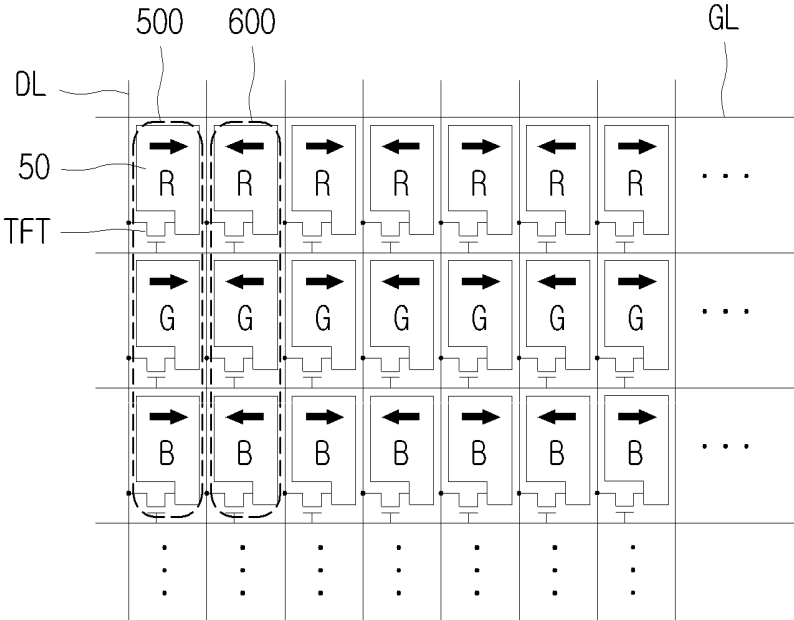 500 600 GL
DL
50
R R R R R R R . . .
TFT
G G G G G G G . . .
B B B B B B B . . .